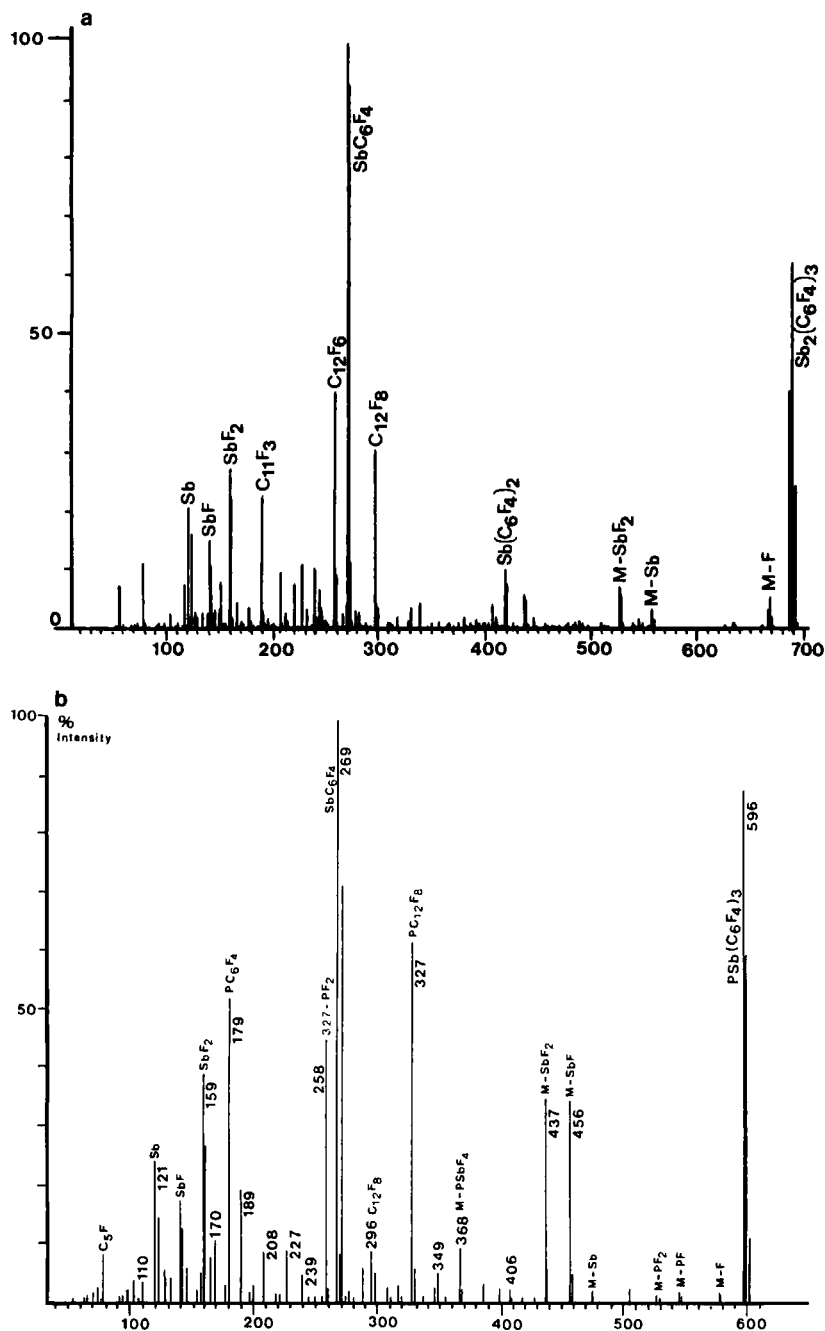 a
100
50
0
Sb
SbF
SbF₂
C₁₁F₃
C₁₂F₆
SbC₆F₄
C₁₂F₈
Sb(C₆F₄)₂
M-SbF₂
M-Sb
M-F
Sb₂(C₆F₄)₃
100 200 300 400 500 600 700
b
100
%
Intensity
50
C₅F
110
Sb
121
SbF
SbF₂
159
170
PC₆F₄
179
189
208
227
239
327-PF₂
258
SbC₆F₄
269
296 C₁₂F₈
PC₁₂F₈
327
349
368 M-PSbF₄
406
M-SbF₂
437
M-SbF
456
M-Sb
M-PF₂
M-PF
M-F
PSb(C₆F₄)₃
596
100 200 300 400 500 600